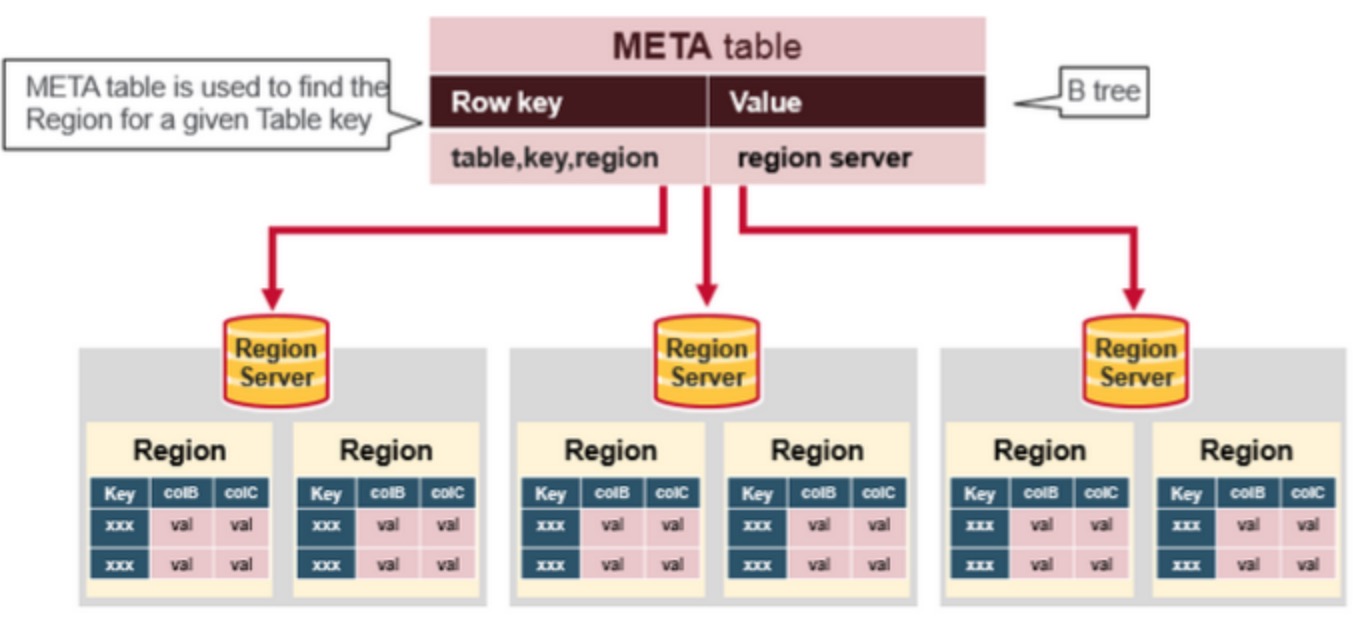 META table
META table is used to find the
Region for a given Table key
Row key Value
B tree
table,key,region region server
Region
Server
Region
Server
Region
Server
Region Region Region Region Region Region
Key colB colC Key colB colC Key colB colC Key colB colC Key colB colC Key colB colC
xxx val val xxx val val xxx val val xxx val val xxx val val xxx val val
xxx val val xxx val val xxx val val xxx val val xxx val val xxx val val